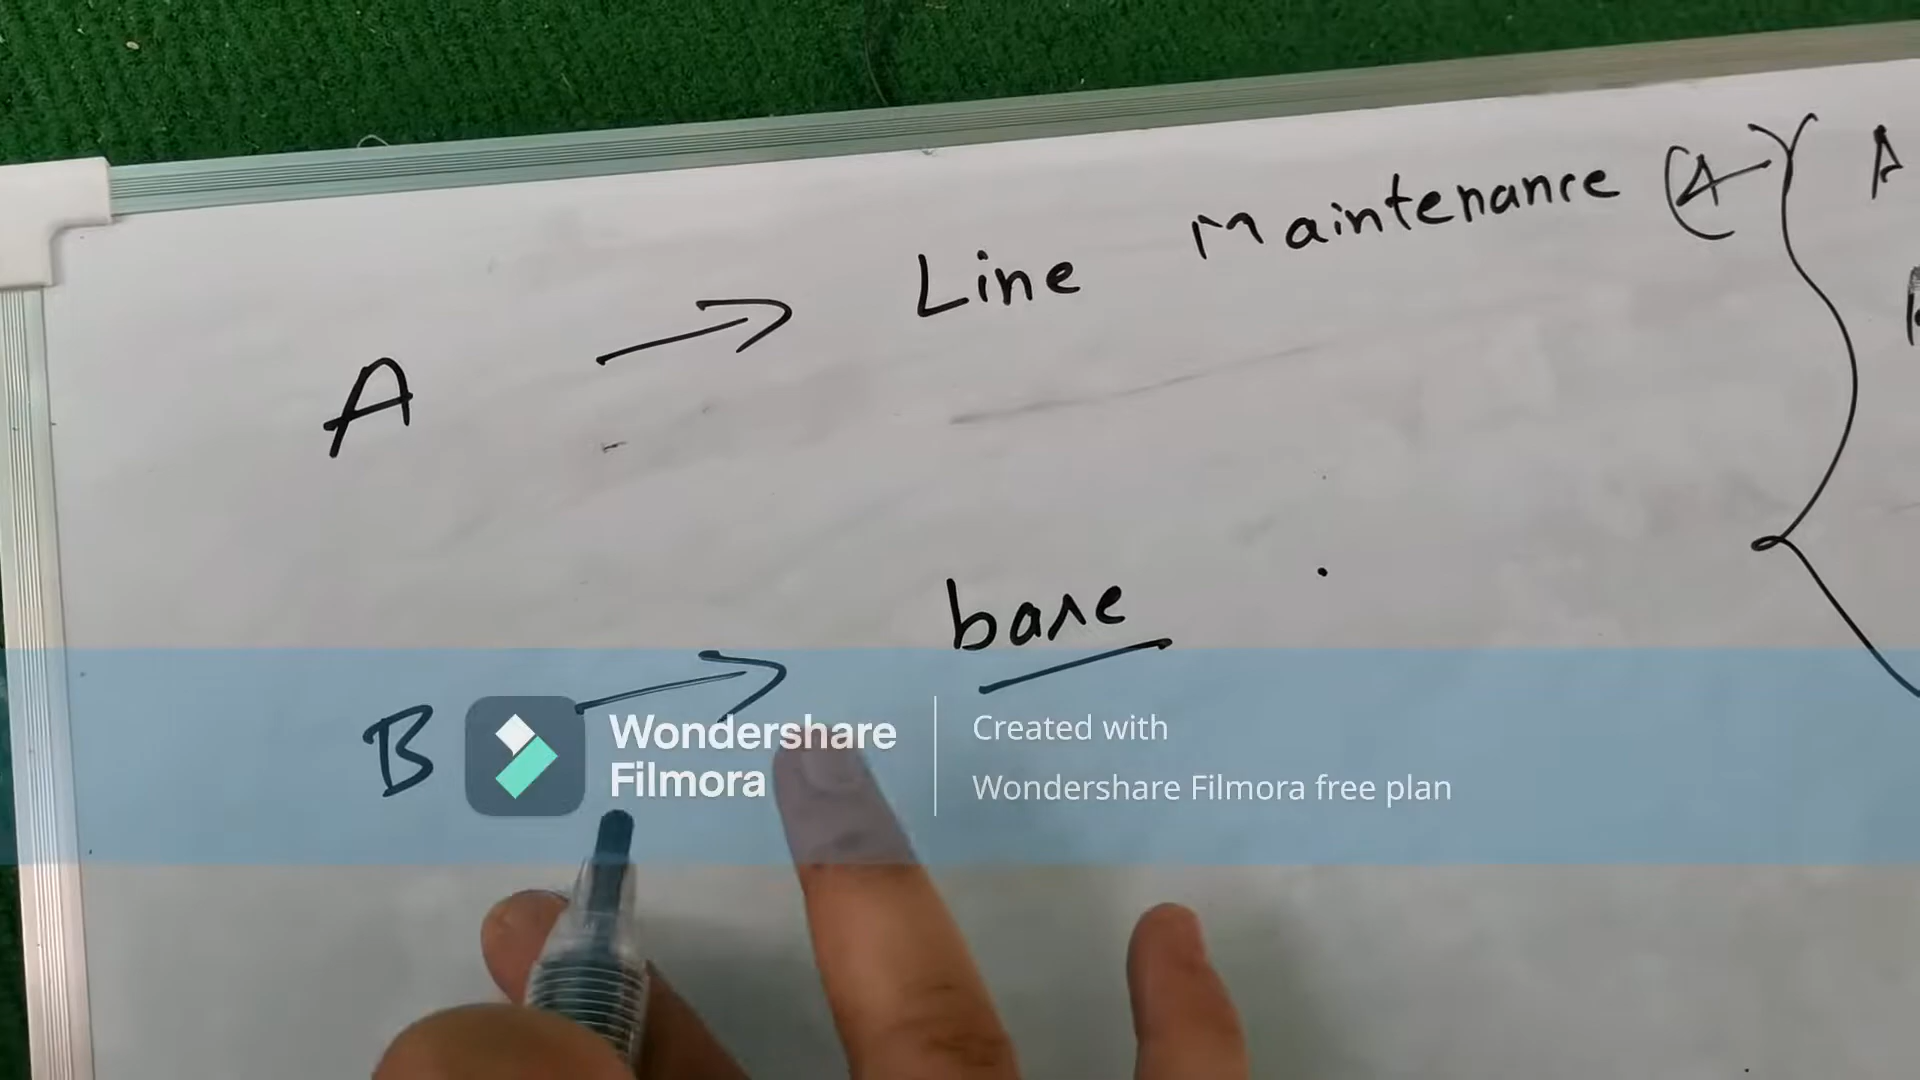 A → Line Maintenance (A
A
B → base
Wondershare Filmora
Created with
Wondershare Filmora free plan